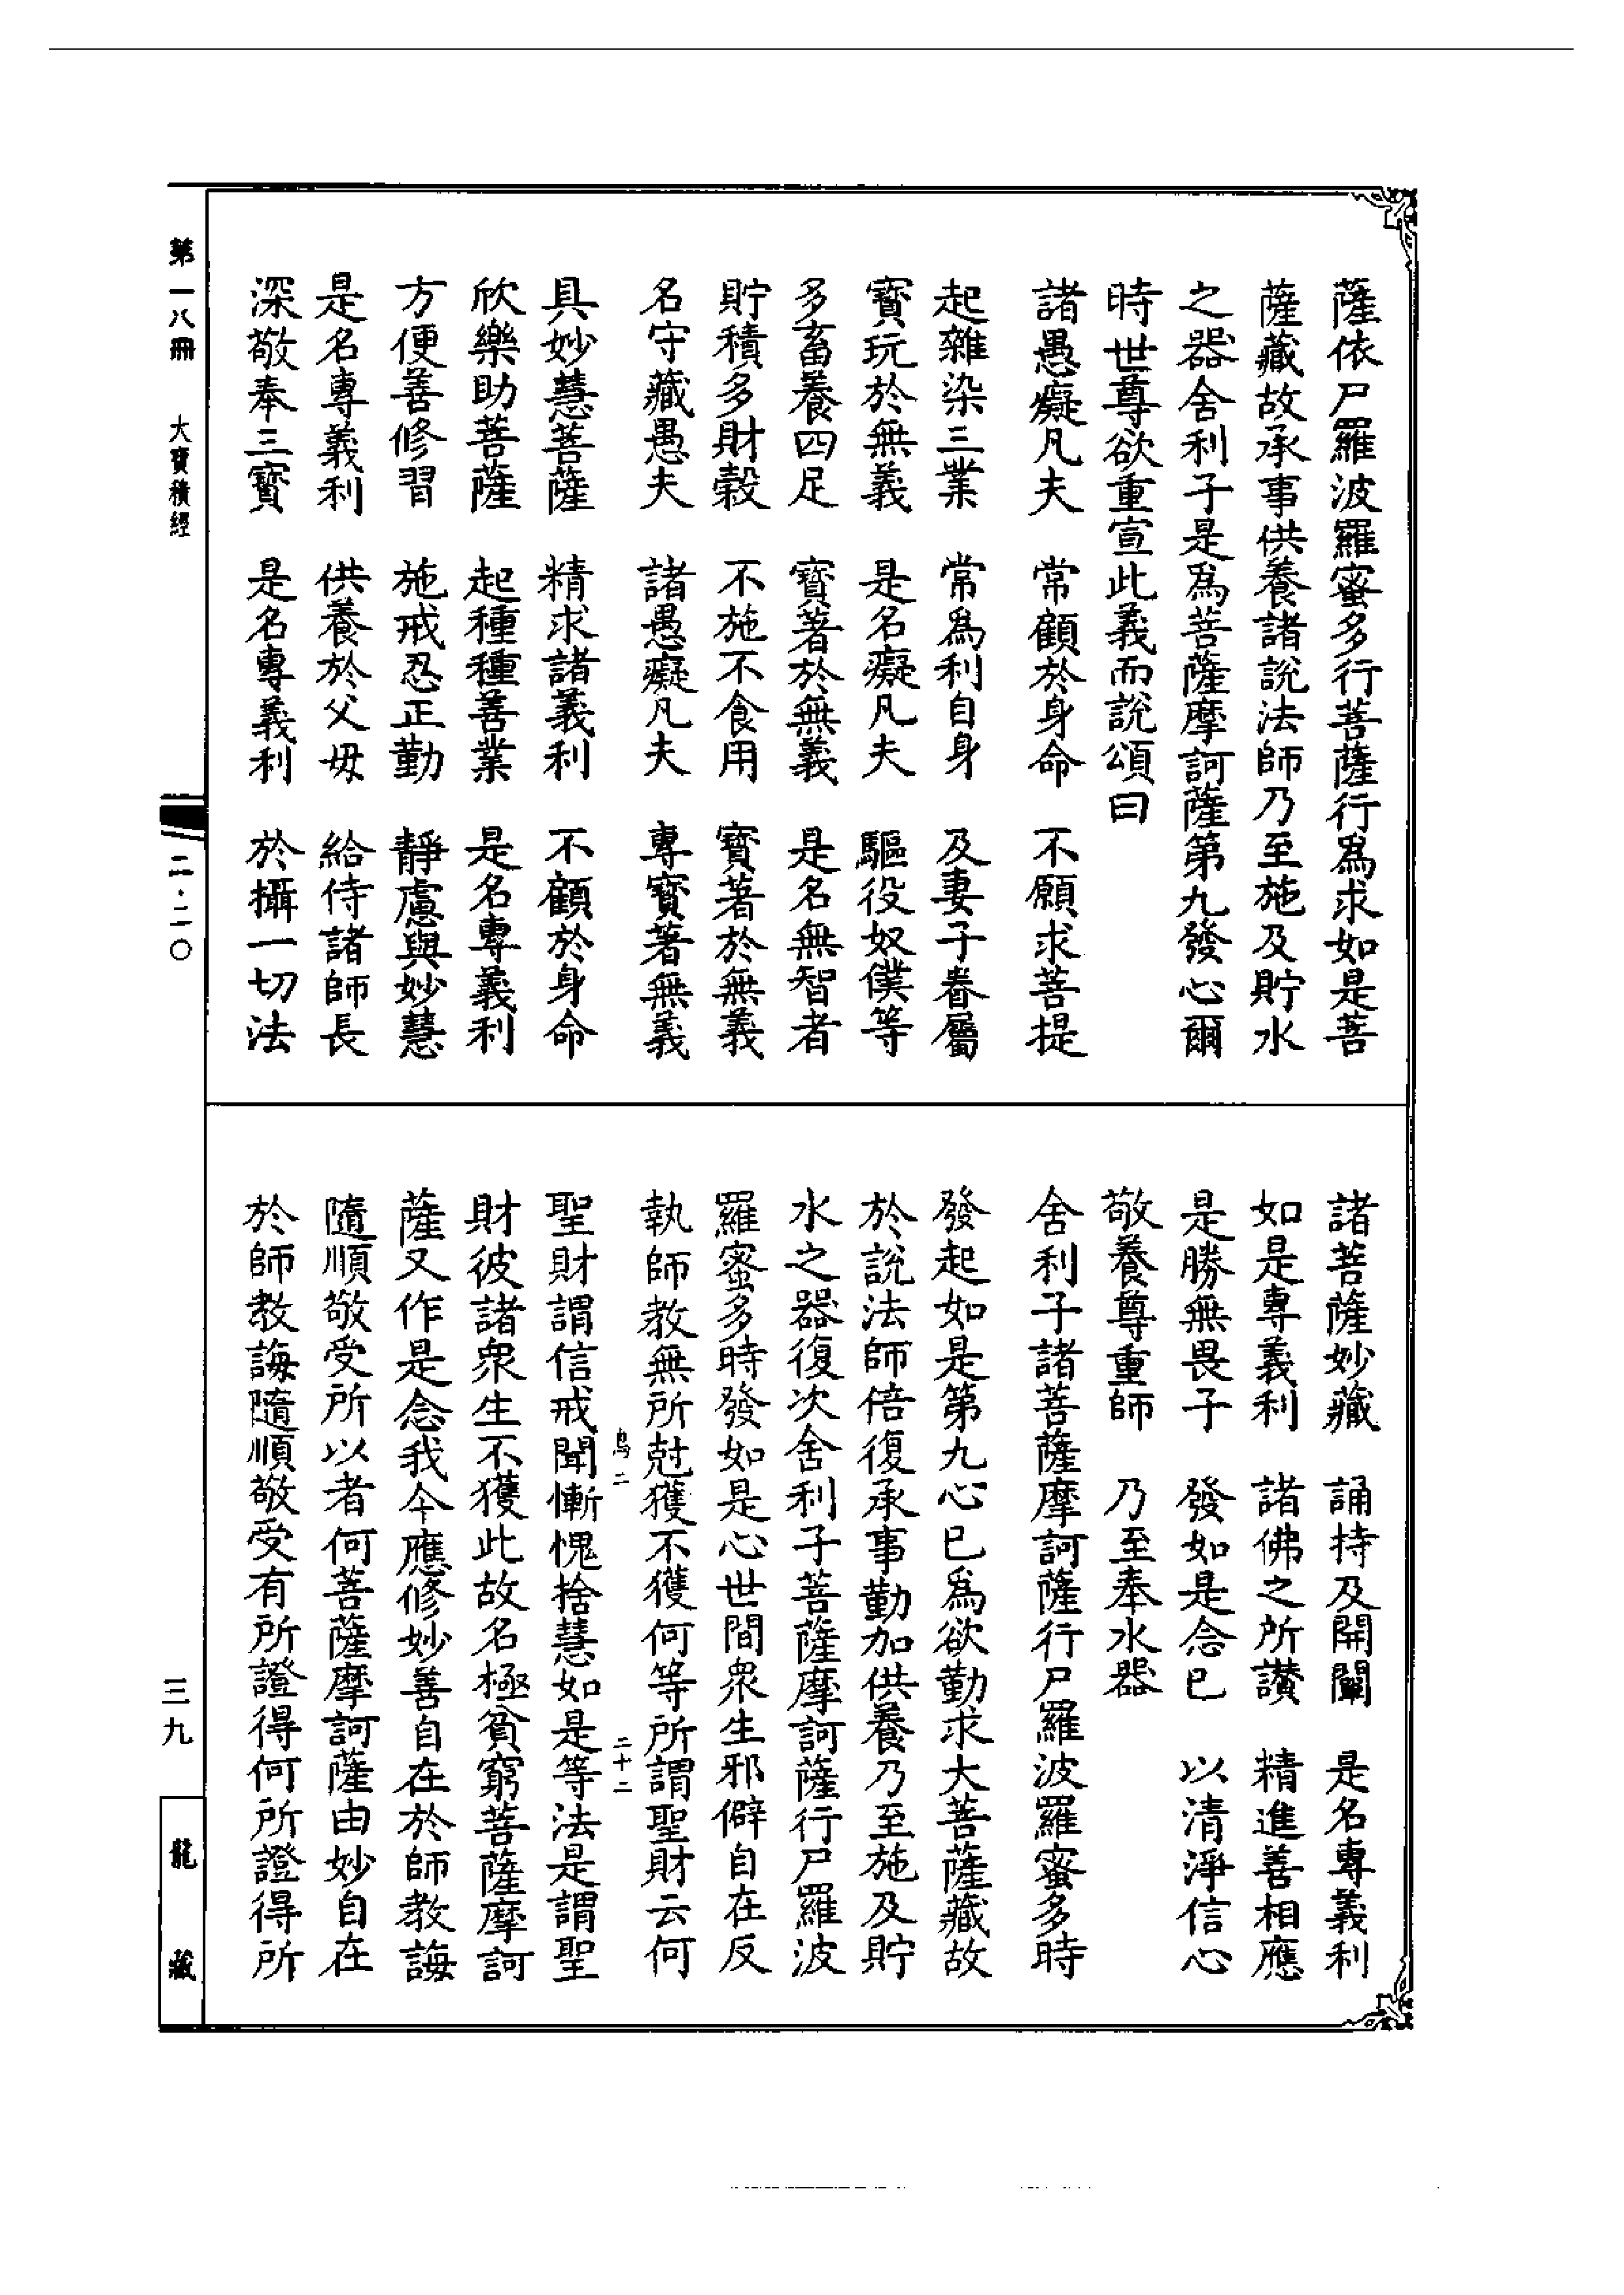 薩依尸羅波羅蜜多行菩薩行爲求如是菩
薩藏故承事供養諸說法師乃至施及貯水
之器舍利子是爲菩薩摩訶薩第九發心爾
時世尊欲重宣此義而說頌曰
諸愚癡凡夫　常顧於身命　不願求菩提
起雜染三業　常爲利自身　及妻子眷屬
寶玩於無義　是名癡凡夫　驅役奴僕等
多畜養四足　寶著於無義　是名無智者
貯積多財穀　不施不食用　寶著於無義
名守藏愚夫　諸愚癡凡夫　專寶著無義
具妙慧菩薩　精求諸義利　不顧於身命
欣樂助菩薩　起種種善業　是名專義利
方便善修習　施戒忍正勤　靜慮與妙慧
是名專義利　供養於父母　給侍諸師長
深敬奉三寶　是名專義利　於攝一切法
諸菩薩妙藏　誦持及開闡　是名專義利
如是專義利　諸佛之所讚　精進善相應
是勝無畏子　發如是念已　以清淨信心
敬養尊重師　乃至奉水器
舍利子諸菩薩摩訶薩行尸羅波羅蜜多時
發起如是第九心已爲欲勤求大菩薩藏故
於說法師倍復承事勤加供養乃至施及貯
水之器復次舍利子菩薩摩訶薩行尸羅波
羅蜜多時發如是心世間衆生邪僻自在反
執師教無所尅獲不獲何等所謂聖財云何
鳥二　二十二
聖財謂信戒聞慚愧捨慧如是等法是謂聖
財彼諸衆生不獲此故名極貧窮菩薩摩訶
薩又作是念我今應修妙善自在於師教誨
隨順敬受所以者何菩薩摩訶薩由妙自在
於師教誨隨順敬受有所證得何所證得所
第一八冊　大寶積經
二·二〇
三九
龍藏